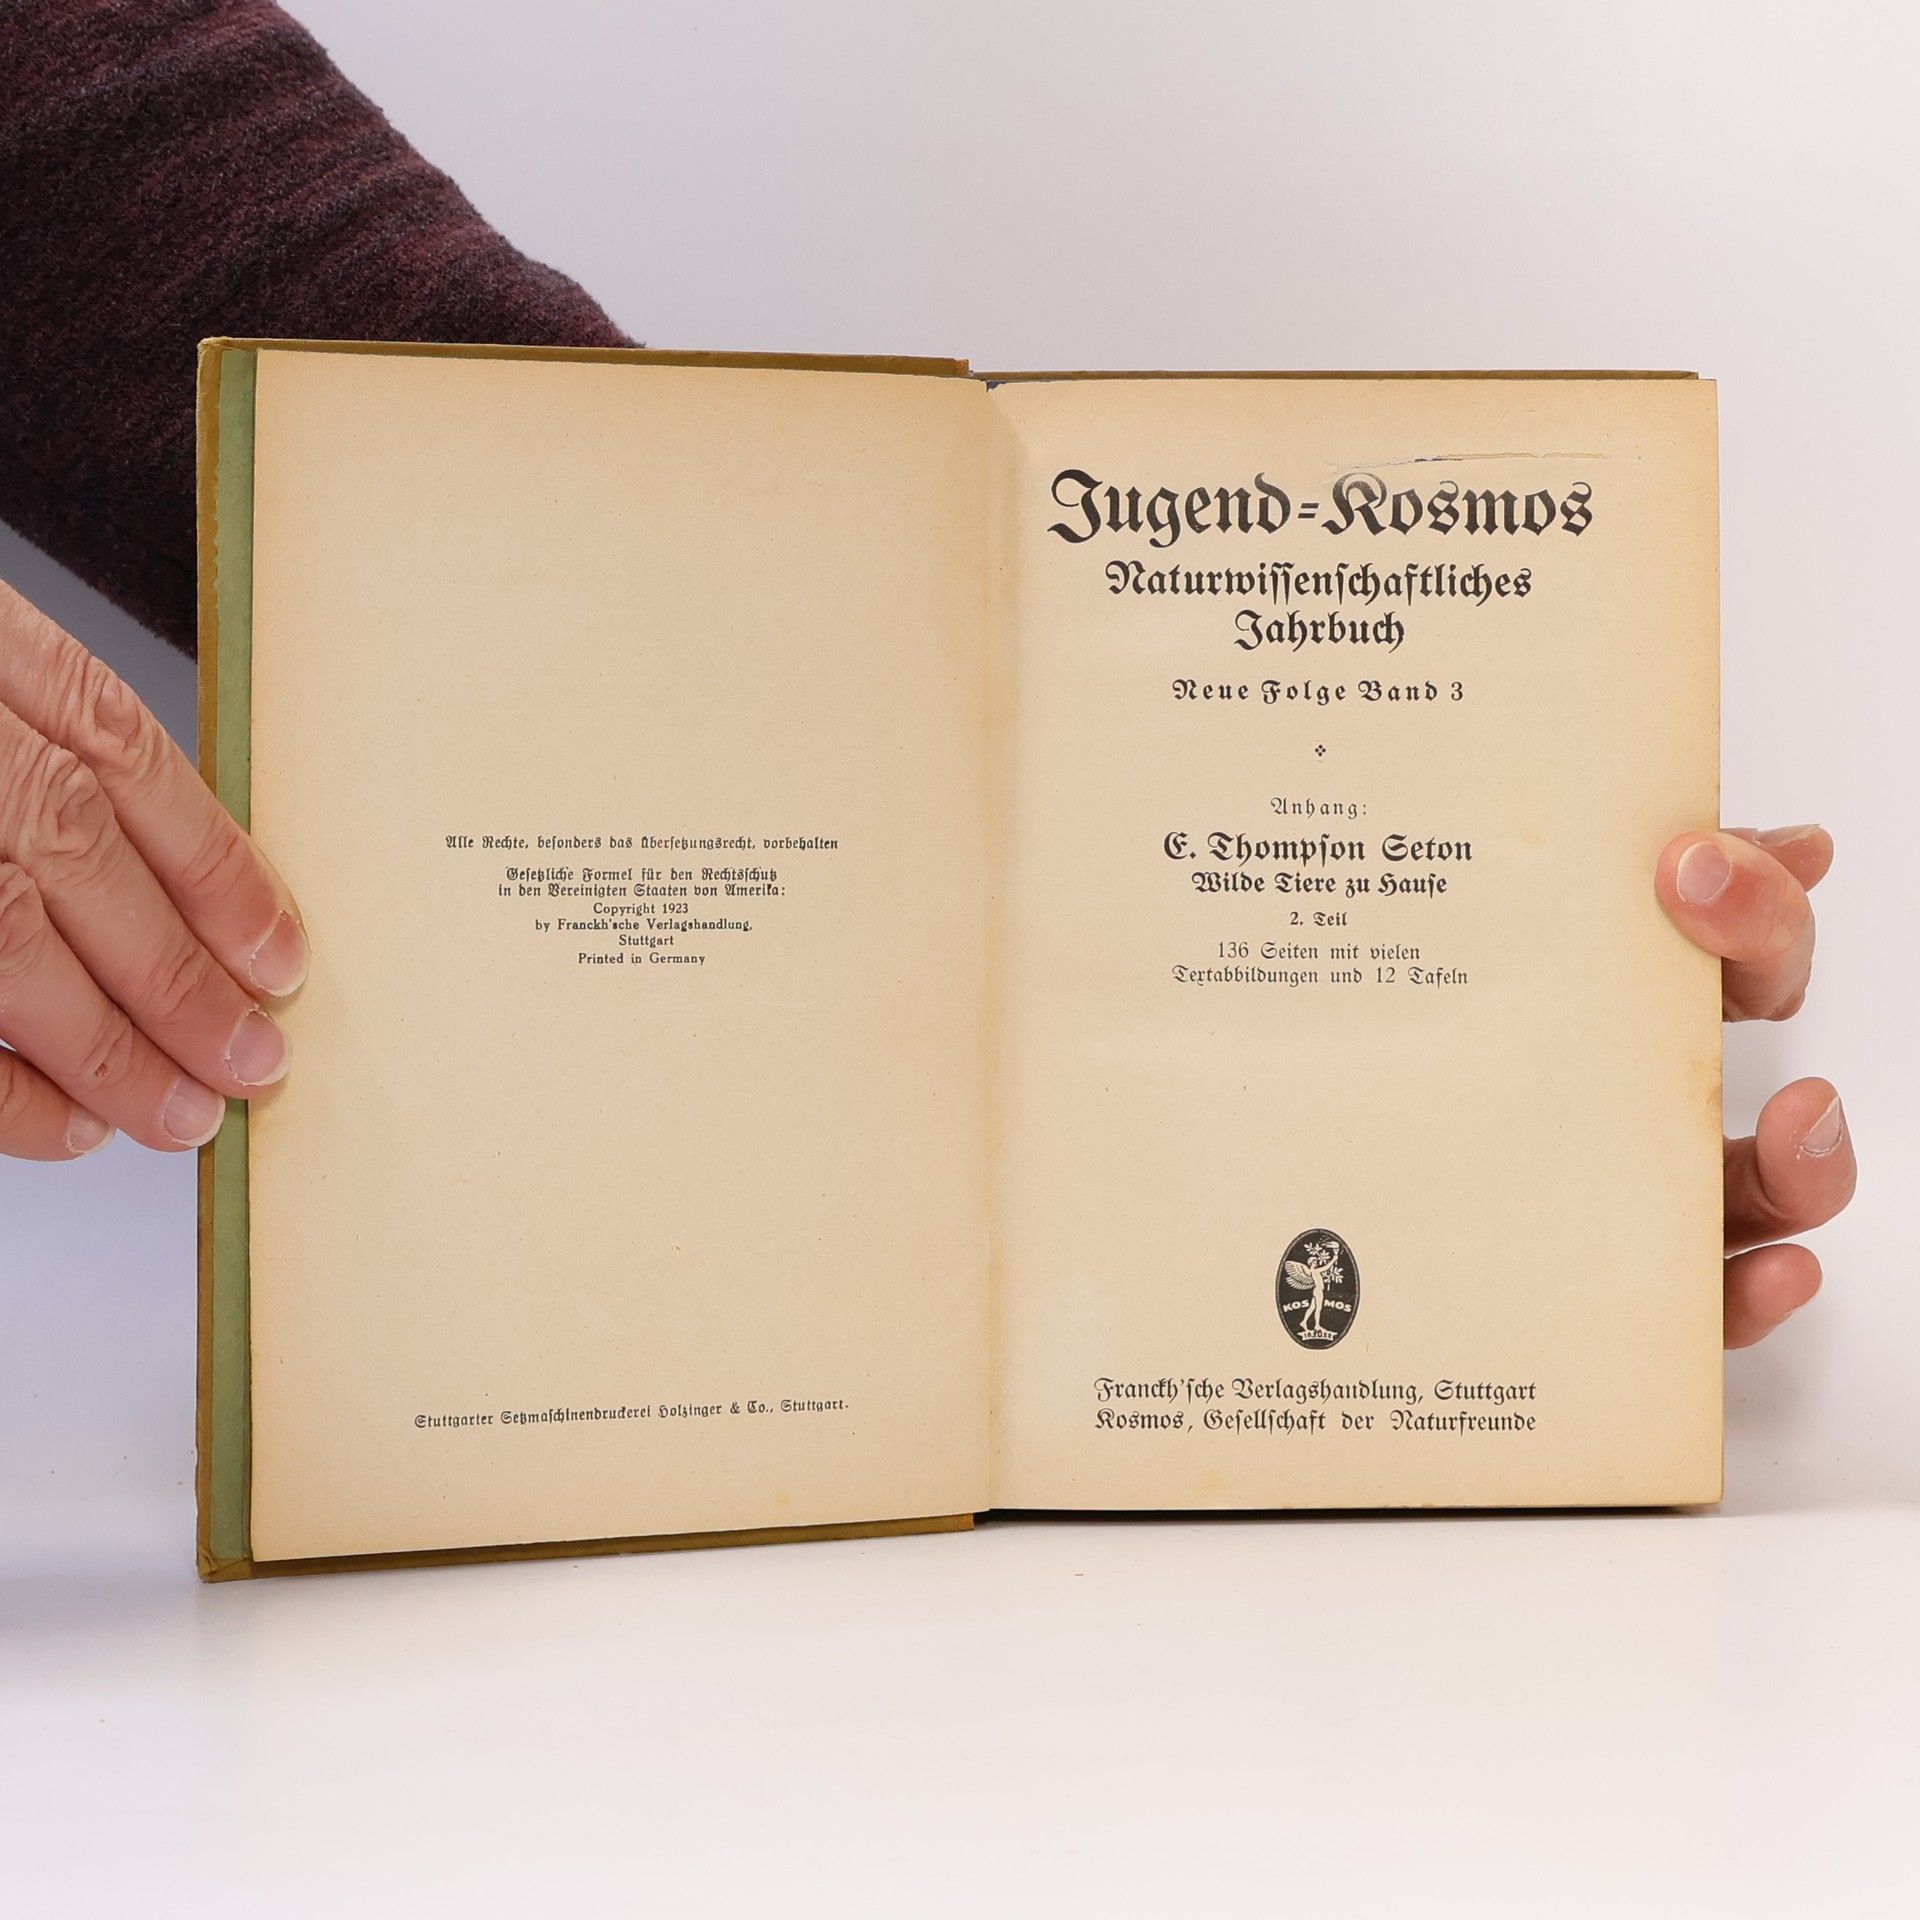 Alle Rechte, besonders das Übersetzungsrecht, vorbehalten
Gesetzliche Formel für den Rechtsschutz
in den Vereinigten Staaten von Amerika:
Copyright 1923
by Franckh'sche Verlagshandlung,
Stuttgart
Printed in Germany
Stuttgarter Setzmaschinendruckerei Holzinger & Co., Stuttgart.
Jugend=Kosmos
Naturwissenschaftliches
Jahrbuch
Neue Folge Band 3
Anhang:
E. Thompson Seton
Wilde Tiere zu Hause
2. Teil
136 Seiten mit vielen
Textabbildungen und 12 Tafeln
KOSMOS
Franckh'sche Verlagshandlung, Stuttgart
Kosmos, Gesellschaft der Naturfreunde